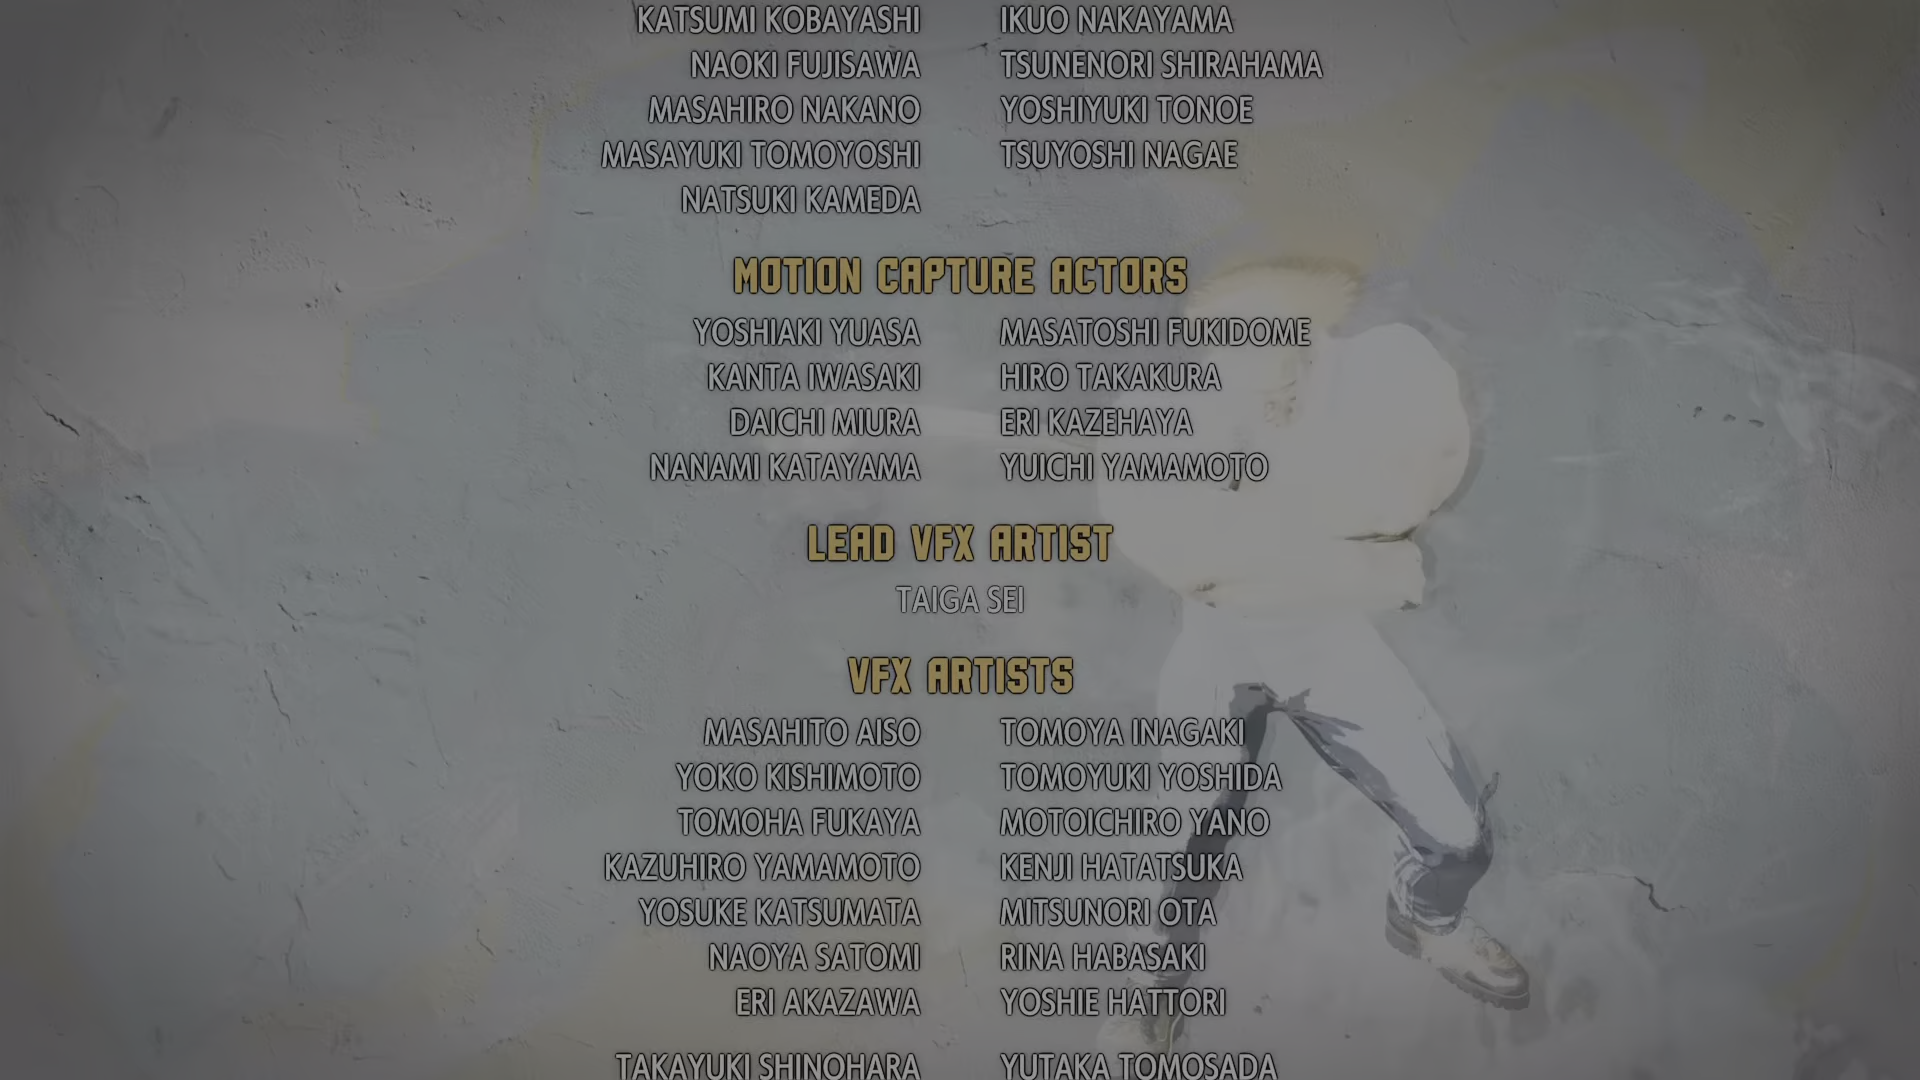 KATSUMI KOBAYASHI IKUO NAKAYAMA
NAOKI FUJISAWA TSUNENORI SHIRAHAMA
MASAHIRO NAKANO YOSHIYUKI TONOE
MASAYUKI TOMOYOSHI TSUYOSHI NAGAE
NATSUKI KAMEDA
MOTION CAPTURE ACTORS
YOSHIAKI YUASA MASATOSHI FUKIDOME
KANTA IWASAKI HIRO TAKAKURA
DAICHI MIURA ERI KAZEHAYA
NANAMI KATAYAMA YUICHI YAMAMOTO
LEAD VFX ARTIST
TAIGA SEI
VFX ARTISTS
MASAHITO AISO TOMOYA INAGAKI
YOKO KISHIMOTO TOMOYUKI YOSHIDA
TOMOHA FUKAYA MOTOICHIRO YANO
KAZUHIRO YAMAMOTO KENJI HATATSUKA
YOSUKE KATSUMATA MITSUNORI OTA
NAOYA SATOMI RINA HABASAKI
ERI AKAZAWA YOSHIE HATTORI
TAKAYUKI SHINOHARA YUTAKA TOMOSADA